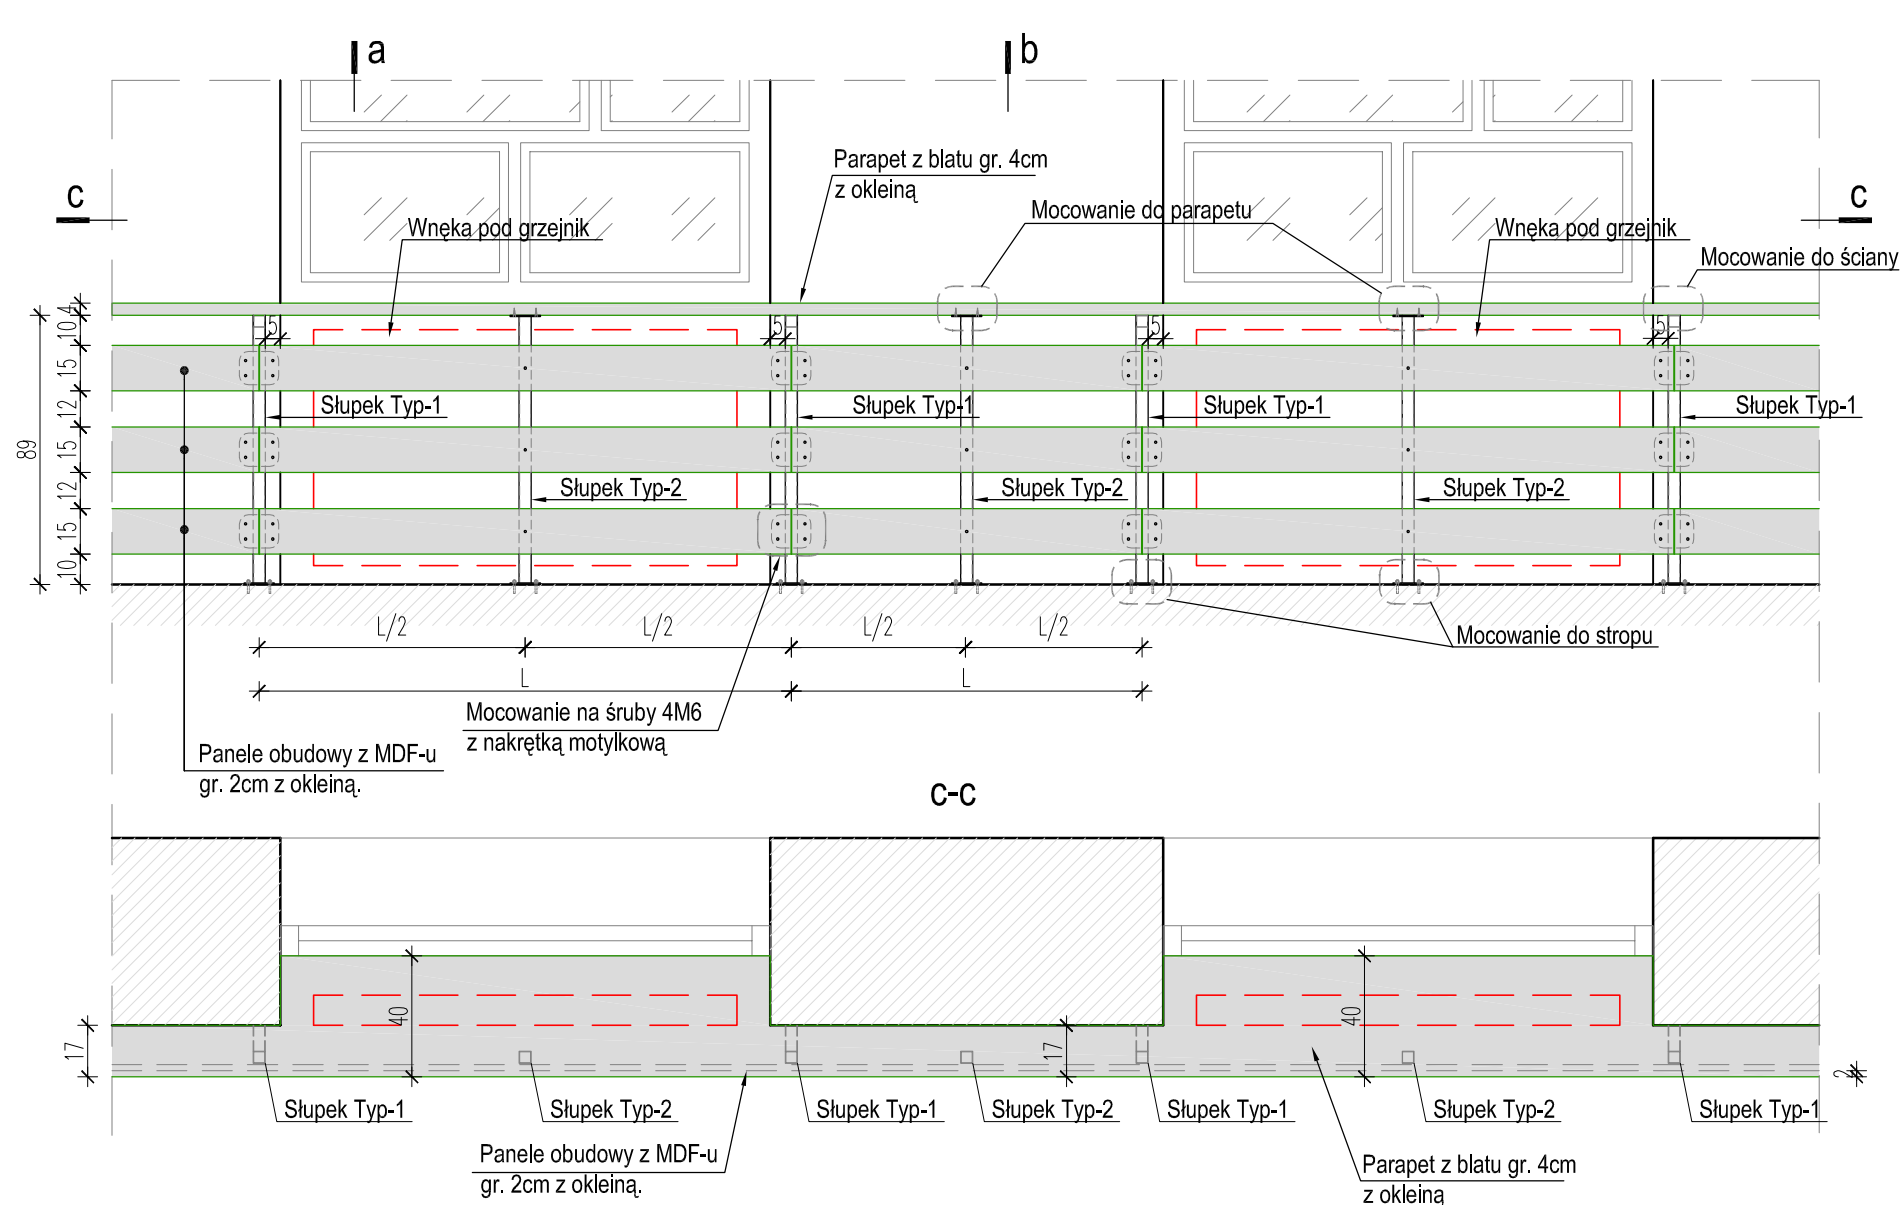 a
b
Parapet z blatu gr. 4cm
z okleiną
c
c
Mocowanie do parapetu
Wnęka pod grzejnik
Wnęka pod grzejnik
Mocowanie do ściany
4
10
5
5
5
5
15
Słupek Typ-1
Słupek Typ-1
Słupek Typ-1
Słupek Typ-1
12
89
15
12
Słupek Typ-2
Słupek Typ-2
Słupek Typ-2
15
10
L/2
L/2
L/2
L/2
Mocowanie do stropu
L
L
Mocowanie na śruby 4M6
z nakrętką motylkową
Panele obudowy z MDF-u
gr. 2cm z okleiną.
c-c
40
40
17
17
2
Słupek Typ-1
Słupek Typ-2
Słupek Typ-1
Słupek Typ-2
Słupek Typ-1
Słupek Typ-2
Słupek Typ-1
Panele obudowy z MDF-u
gr. 2cm z okleiną.
Parapet z blatu gr. 4cm
z okleiną